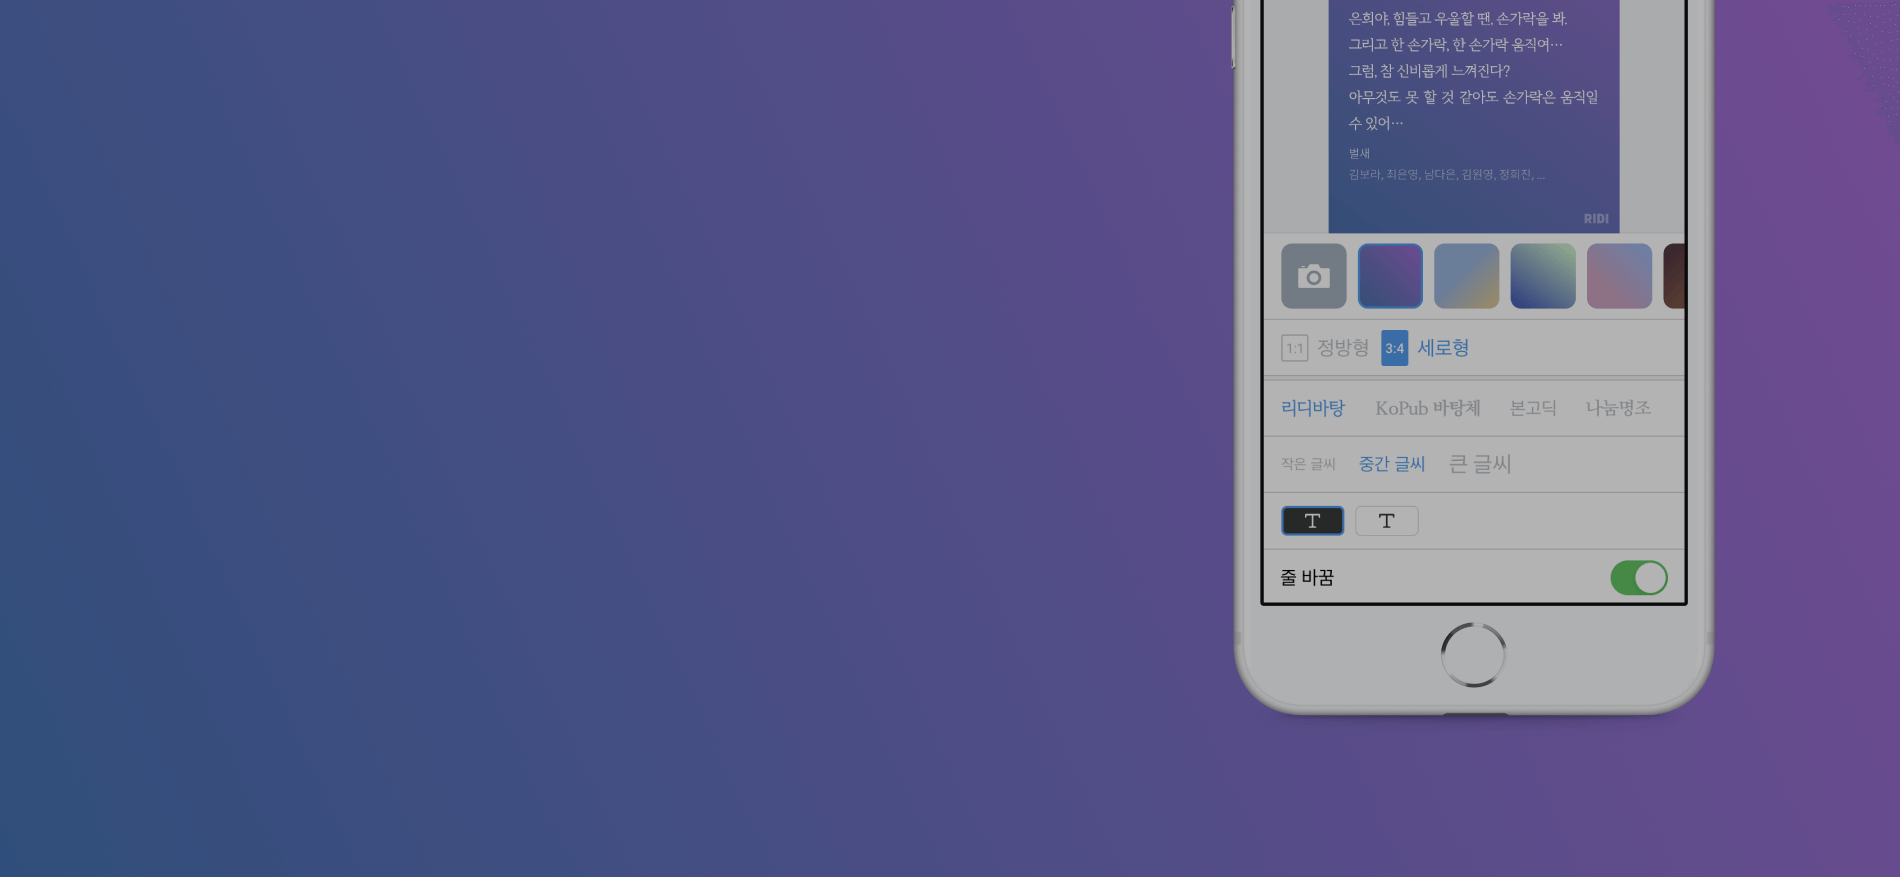 은희야, 힘들고 우울할 땐, 손가락을 봐.
그리고 한 손가락, 한 손가락 움직여…
그럼, 참 신비롭게 느껴진다?
아무것도 못 할 것 같아도 손가락은 움직일
수 있어…
벌새
김보라, 최은영, 남다은, 김원영, 정희진, ...
RIDI
1:1 정방형 3:4 세로형
리디바탕 KoPub 바탕체 본고딕 나눔명조
작은 글씨 중간 글씨 큰 글씨
T T
줄 바꿈